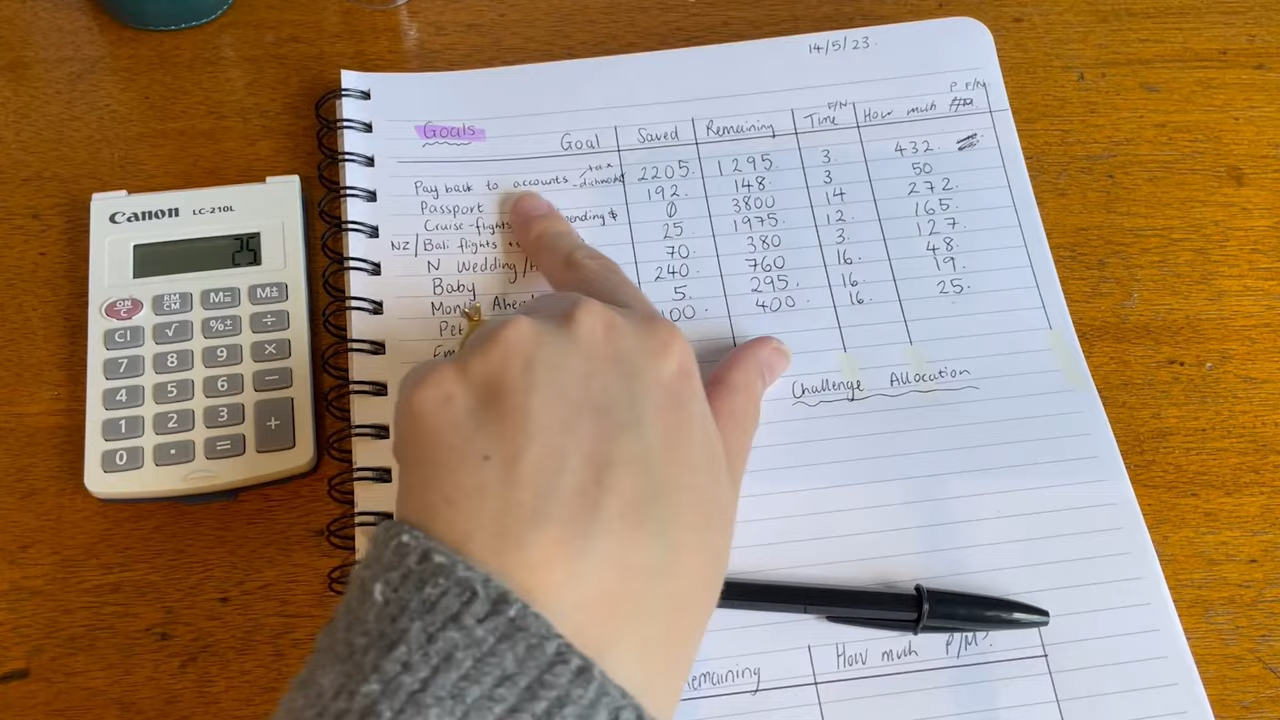 14/5/23.
Goals
Goal Saved Remaining Time F/N How much P F/N
Pay back to accounts -tax 2205. 1295. 3. 432.
Passport 192. 148. 3 50
Cruise-flights spending $ Ø 3800 14 272.
NZ/Bali flights 25 1975. 12. 165.
N Wedding/ 70. 380 3. 127.
Baby 240. 760 16. 48.
Ahead 5. 295. 16. 19.
Pet 100. 400. 16. 25.
Challenge Allocation
Remaining How much P/M?
Canon LC-210L
25
ON/C RM/CM M= M±
CI √ %± ÷
7 8 9 ×
4 5 6 −
1 2 3 +
0 . =